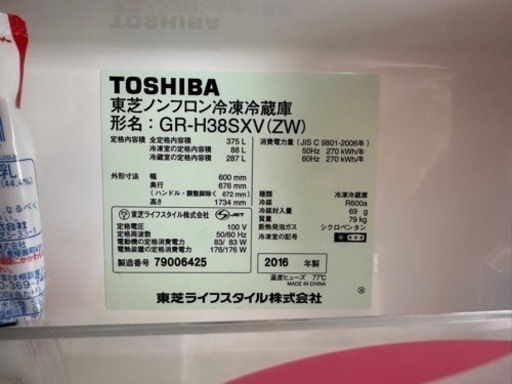 TOSHIBA
東芝ノンフロン冷凍冷蔵庫
形名：GR-H38SXV(ZW)
定格内容積 全定格内容積 375 L
冷凍室の定格内容積 88 L
冷蔵室の定格内容積 287 L
消費電力量(JIS C 9801-2006年)
50Hz 270 kWh/年
60Hz 270 kWh/年
外形寸法 幅 600 mm
奥行 676 mm
(ハンドル・調整脚除く 672 mm)
高さ 1734 mm
種類 冷凍冷蔵庫
冷媒 R600a
冷媒封入量 69 g
質量 79 kg
断熱発泡ガス シクロペンタン
冷凍室の記号
東芝ライフスタイル株式会社 JET
定格電圧 100 V
定格周波数 50/60 Hz
電動機の定格消費電力 83/ 83 W
電熱装置の定格消費電力 176/176 W
製造番号 79006425
2016 年製
温度ヒューズ 77℃
東芝ライフスタイル株式会社
乳
(44.4%)
なるべく
0-369